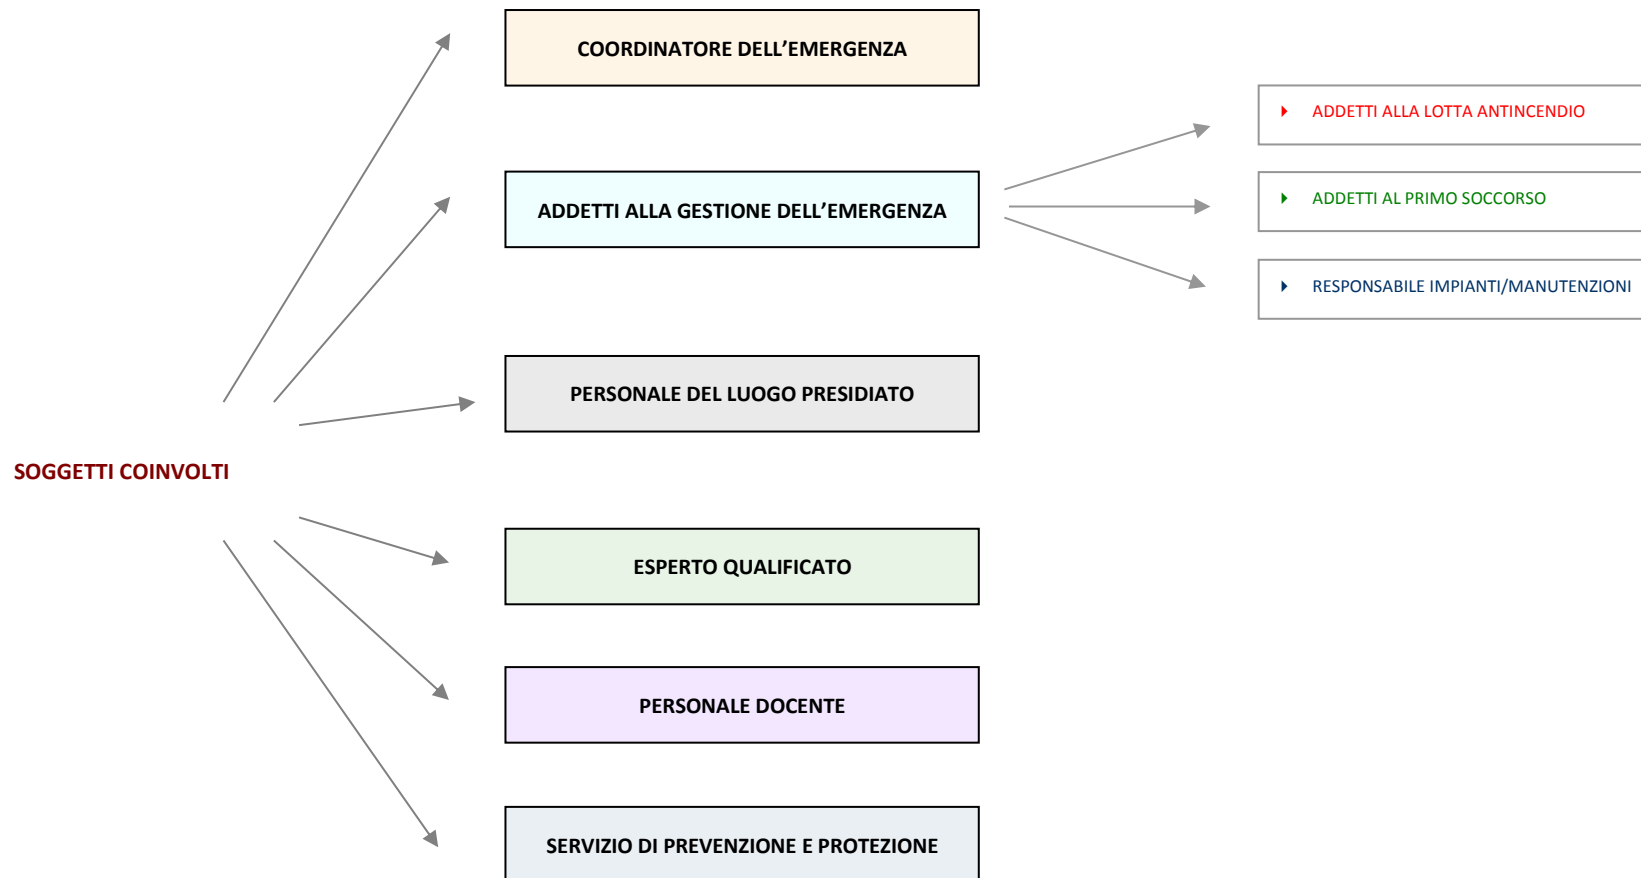 COORDINATORE DELL’EMERGENZA
ADDETTI ALLA LOTTA ANTINCENDIO
ADDETTI ALLA GESTIONE DELL’EMERGENZA
ADDETTI AL PRIMO SOCCORSO
RESPONSABILE IMPIANTI/MANUTENZIONI
PERSONALE DEL LUOGO PRESIDIATO
SOGGETTI COINVOLTI
ESPERTO QUALIFICATO
PERSONALE DOCENTE
SERVIZIO DI PREVENZIONE E PROTEZIONE